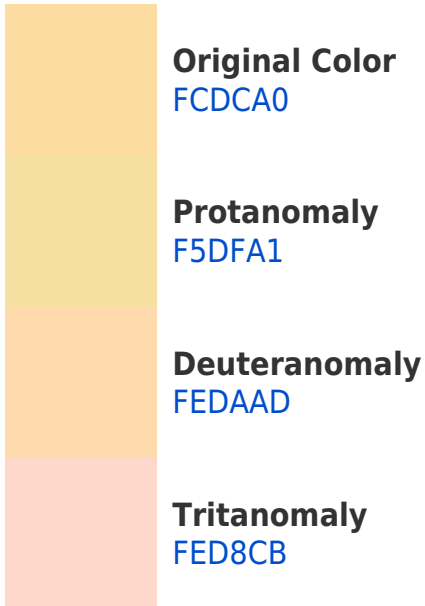 Original Color
FCDCA0
Protanomaly
F5DFA1
Deuteranomaly
FEDAAD
Tritanomaly
FED8CB